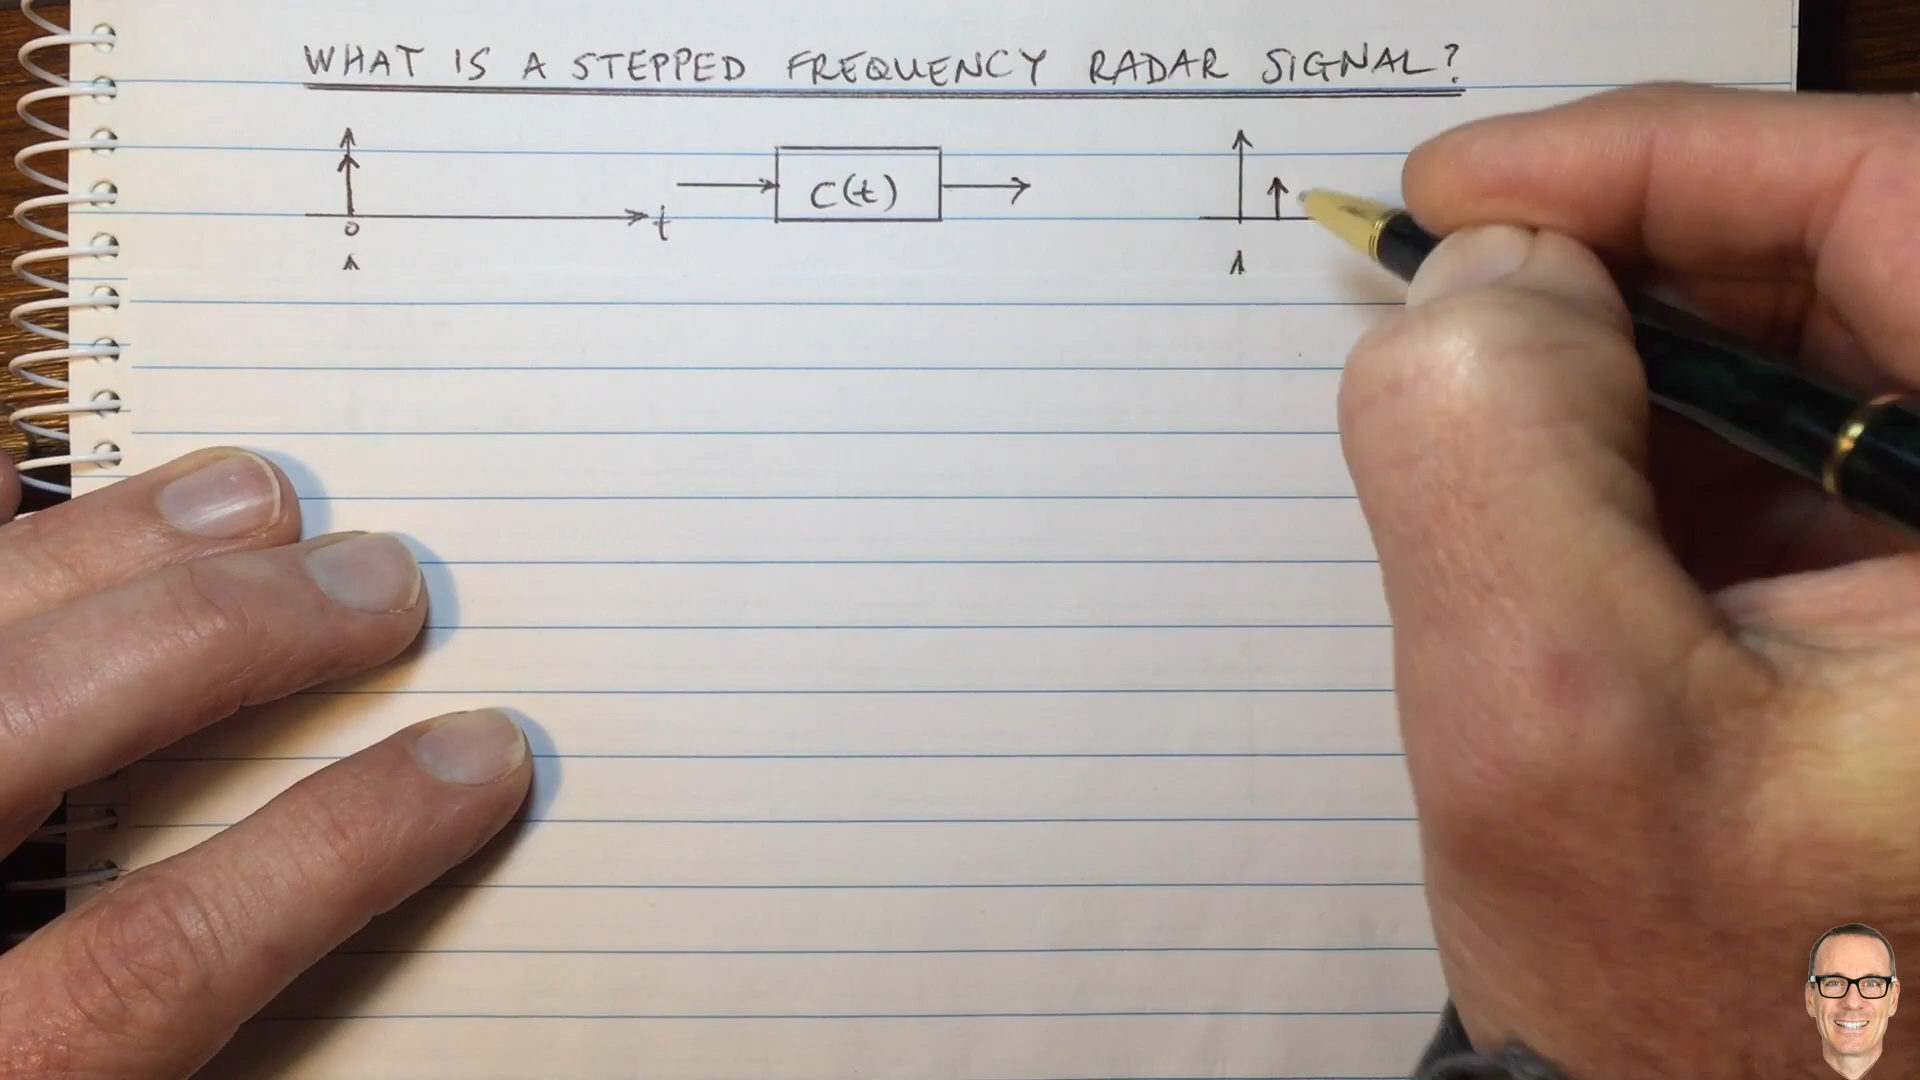 WHAT IS A STEPPED FREQUENCY RADAR SIGNAL?
C(t)
t
0